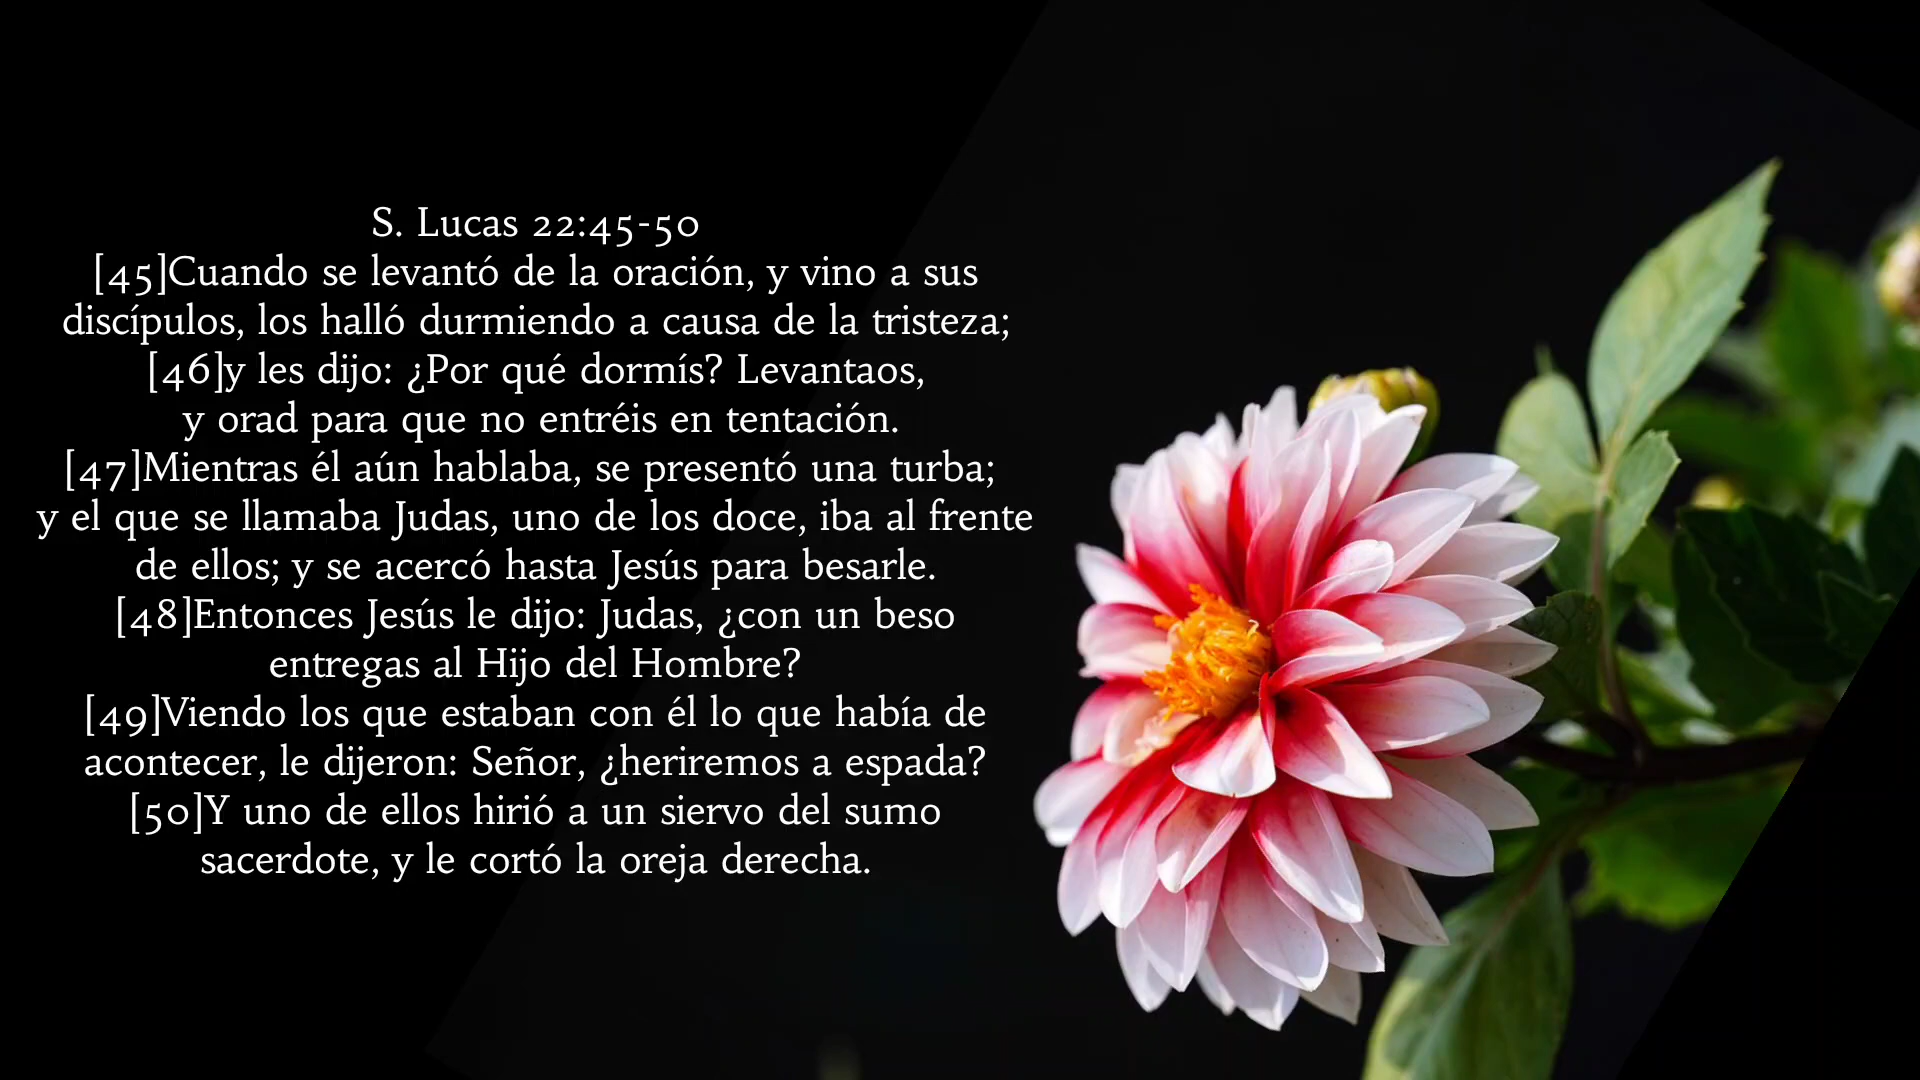 S. Lucas 22:45-50
[45]Cuando se levantó de la oración, y vino a sus
discípulos, los halló durmiendo a causa de la tristeza;
[46]y les dijo: ¿Por qué dormís? Levantaos,
y orad para que no entréis en tentación.
[47]Mientras él aún hablaba, se presentó una turba;
y el que se llamaba Judas, uno de los doce, iba al frente
de ellos; y se acercó hasta Jesús para besarle.
[48]Entonces Jesús le dijo: Judas, ¿con un beso
entregas al Hijo del Hombre?
[49]Viendo los que estaban con él lo que había de
acontecer, le dijeron: Señor, ¿heriremos a espada?
[50]Y uno de ellos hirió a un siervo del sumo
sacerdote, y le cortó la oreja derecha.